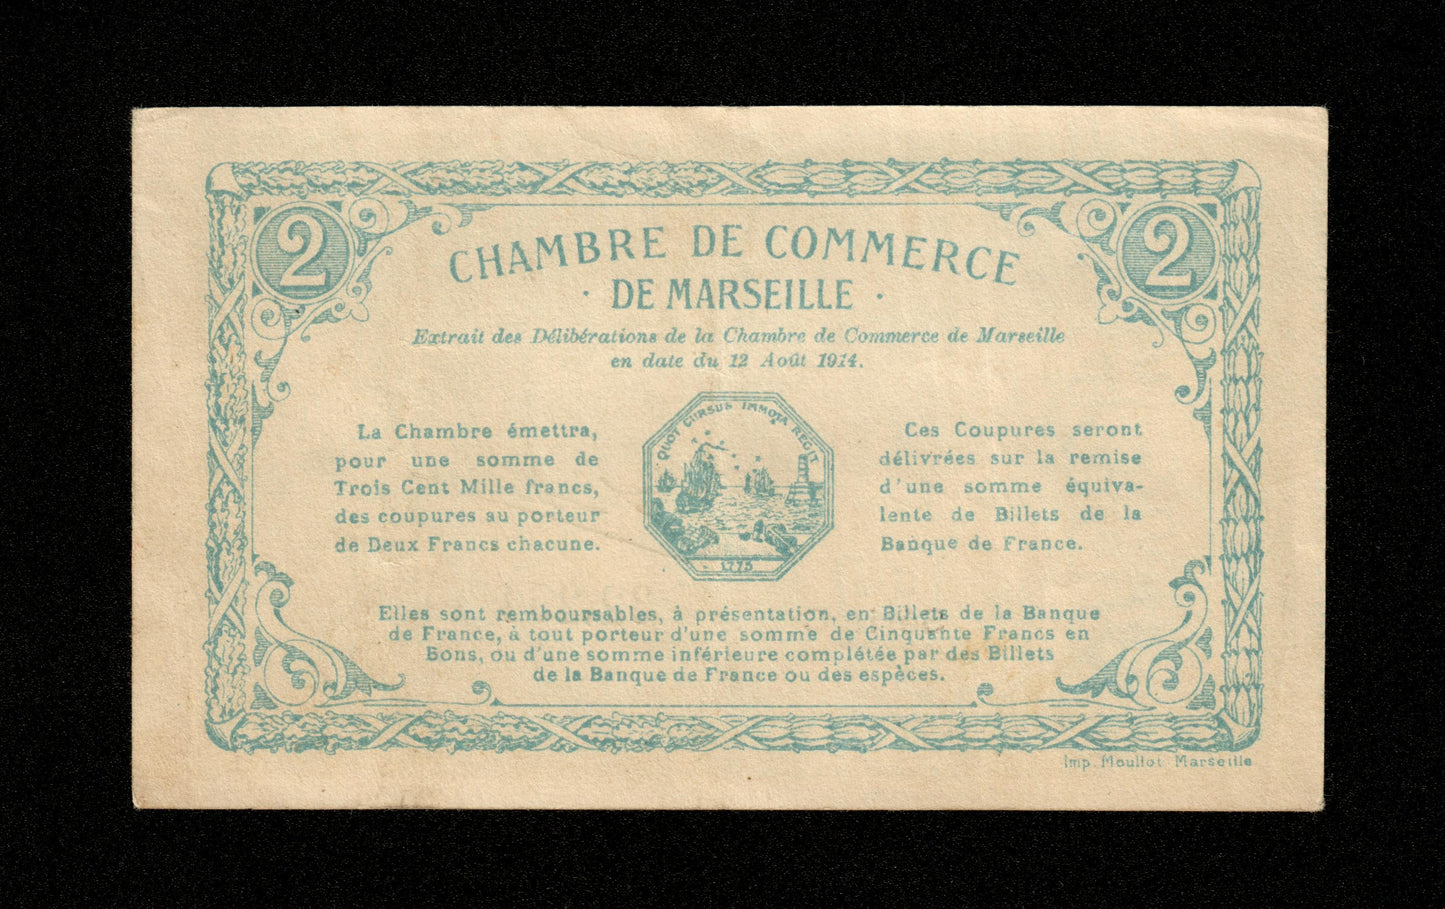 2
2
CHAMBRE DE COMMERCE
· DE MARSEILLE ·
Extrait des Délibérations de la Chambre de Commerce de Marseille
en date du 12 Août 1914.
La Chambre émettra,
pour une somme de
Trois Cent Mille francs,
des coupures au porteur
de Deux Francs chacune.
QUOT CURSUS IMMOTA REGIT
1775
Ces Coupures seront
délivrées sur la remise
d'une somme équiva-
lente de Billets de la
Banque de France.
Elles sont remboursables, à présentation, en Billets de la Banque
de France, à tout porteur d'une somme de Cinquante Francs en
Bons, ou d'une somme inférieure complétée par des Billets
de la Banque de France ou des espèces.
Imp. Moullot Marseille